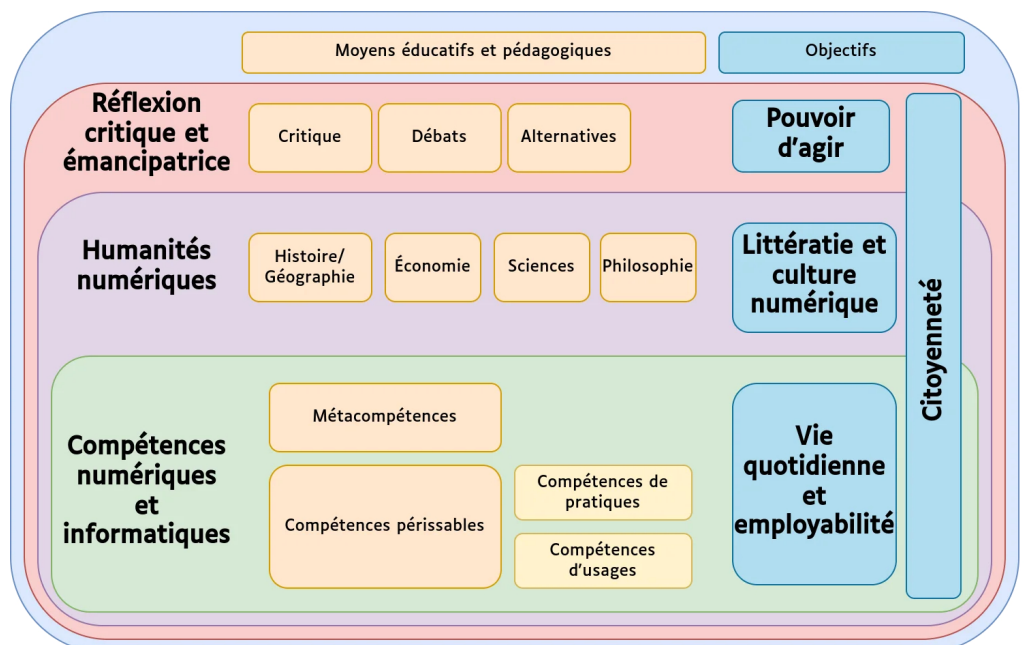 Moyens éducatifs et pédagogiques
Objectifs
Réflexion
critique et
émancipatrice
Critique
Débats
Alternatives
Pouvoir
d'agir
Humanités
numériques
Histoire/
Géographie
Économie
Sciences
Philosophie
Littératie et
culture
numérique
Citoyenneté
Compétences
numériques
et
informatiques
Métacompétences
Compétences périssables
Compétences de
pratiques
Compétences
d'usages
Vie
quotidienne
et
employabilité